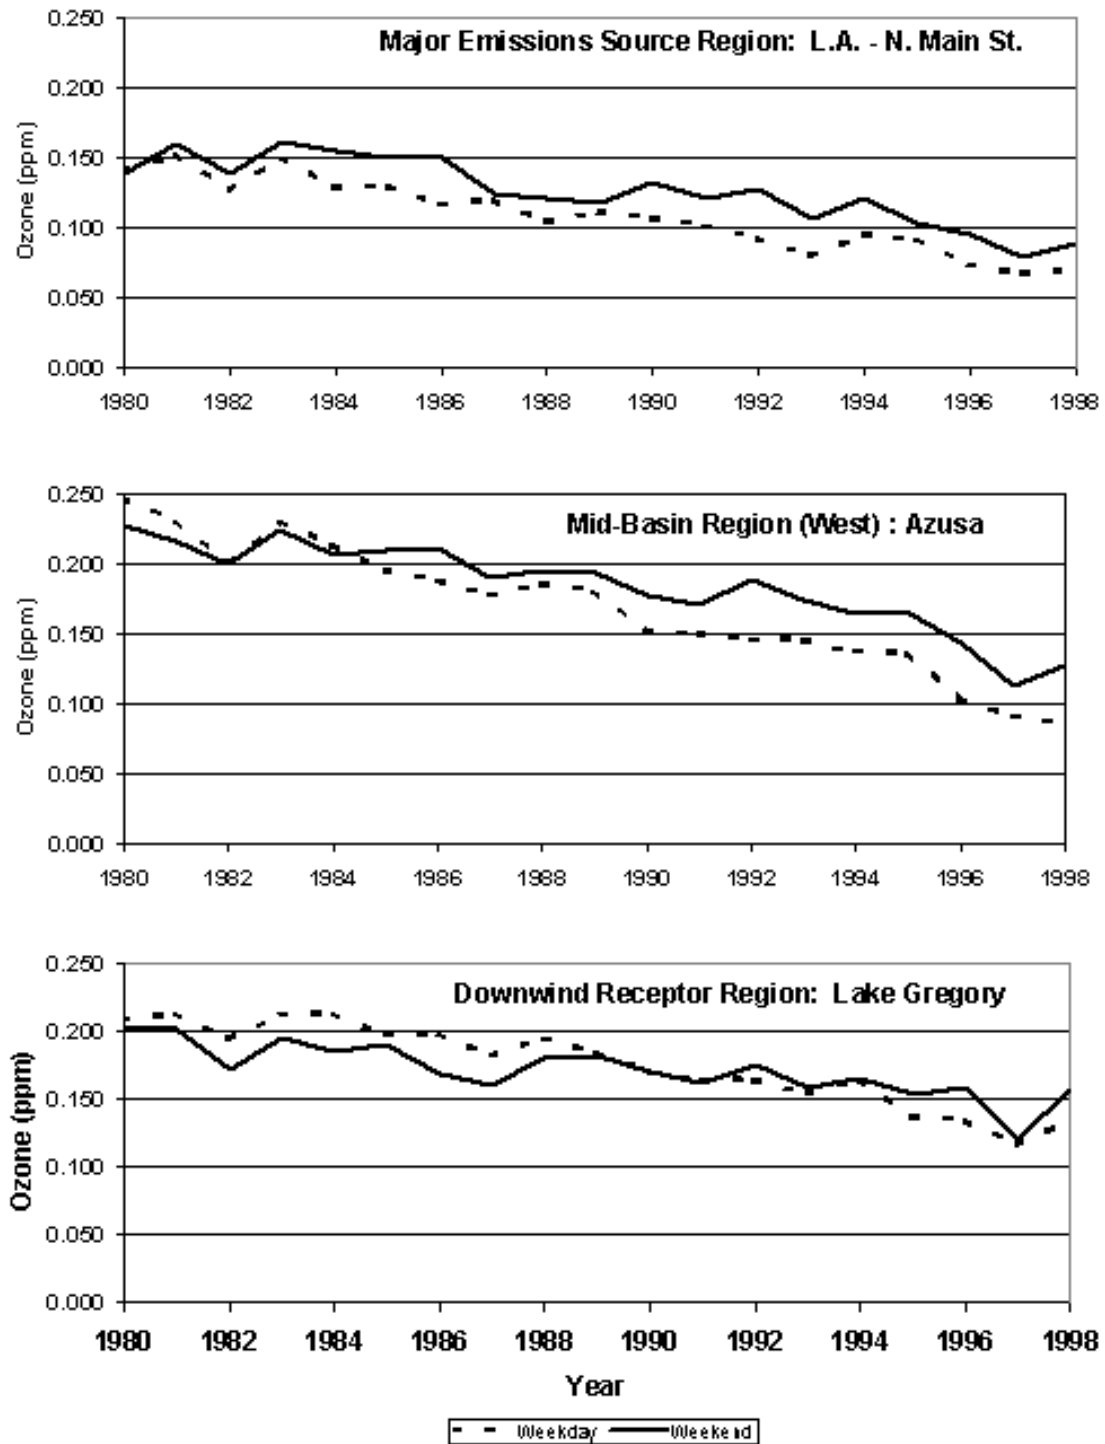 Major Emissions Source Region: L.A. - N. Main St.
Ozone (ppm)
0.250
0.200
0.150
0.100
0.050
0.000
1980 1982 1984 1986 1988 1990 1992 1994 1996 1998
Mid-Basin Region (West) : Azusa
Ozone (ppm)
0.250
0.200
0.150
0.100
0.050
0.000
1980 1982 1984 1986 1988 1990 1992 1994 1996 1998
Downwind Receptor Region: Lake Gregory
Ozone (ppm)
0.250
0.200
0.150
0.100
0.050
0.000
1980 1982 1984 1986 1988 1990 1992 1994 1996 1998
Year
Weekday Weekend